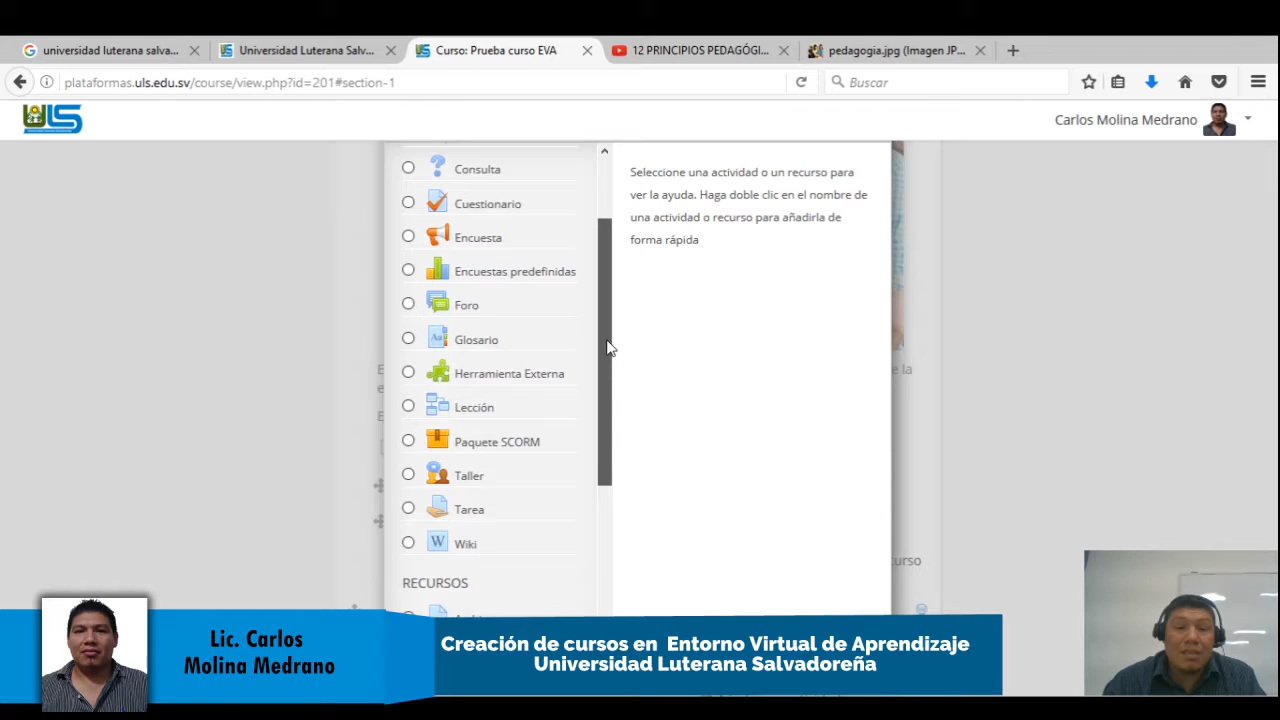 universidad luterana salva...
Universidad Luterana Salv...
Curso: Prueba curso EVA
12 PRINCIPIOS PEDAGÓGI...
pedagogia.jpg (Imagen JP...
plataformas.uls.edu.sv/course/view.php?id=201#section-1
Buscar
ULS
Carlos Molina Medrano
Consulta
Cuestionario
Encuesta
Encuestas predefinidas
Foro
Glosario
Herramienta Externa
Lección
Paquete SCORM
Taller
Tarea
Wiki
RECURSOS
Seleccione una actividad o un recurso para
ver la ayuda. Haga doble clic en el nombre de
una actividad o recurso para añadirla de
forma rápida
e la
curso
Lic. Carlos
Molina Medrano
Creación de cursos en Entorno Virtual de Aprendizaje
Universidad Luterana Salvadoreña